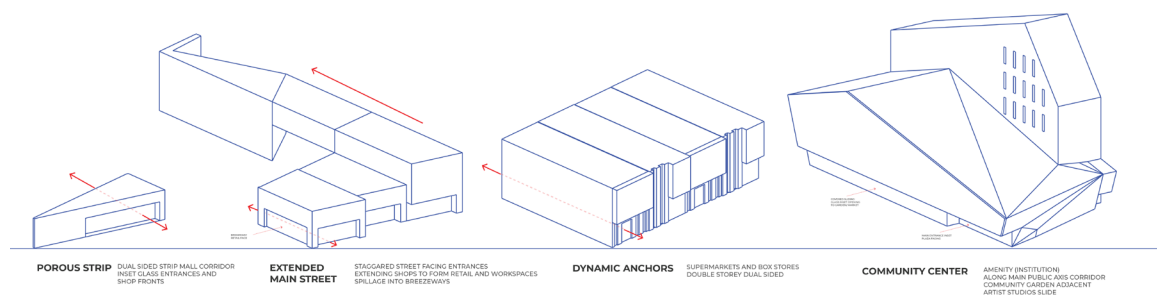 POROUS STRIP
DUAL SIDED STRIP MALL CORRIDOR
INSET GLASS ENTRANCES AND
SHOP FRONTS
EXTENDED
MAIN STREET
STAGGARED STREET FACING ENTRANCES
EXTENDING SHOPS TO FORM RETAIL AND WORKSPACES
SPILLAGE INTO BREEZEWAYS
DYNAMIC ANCHORS
SUPERMARKETS AND BOX STORES
DOUBLE STOREY DUAL SIDED
COMMUNITY CENTER
AMENITY (INSTITUTION)
ALONG MAIN PUBLIC AXIS CORRIDOR
COMMUNITY GARDEN ADJACENT
ARTIST STUDIOS SLIDE